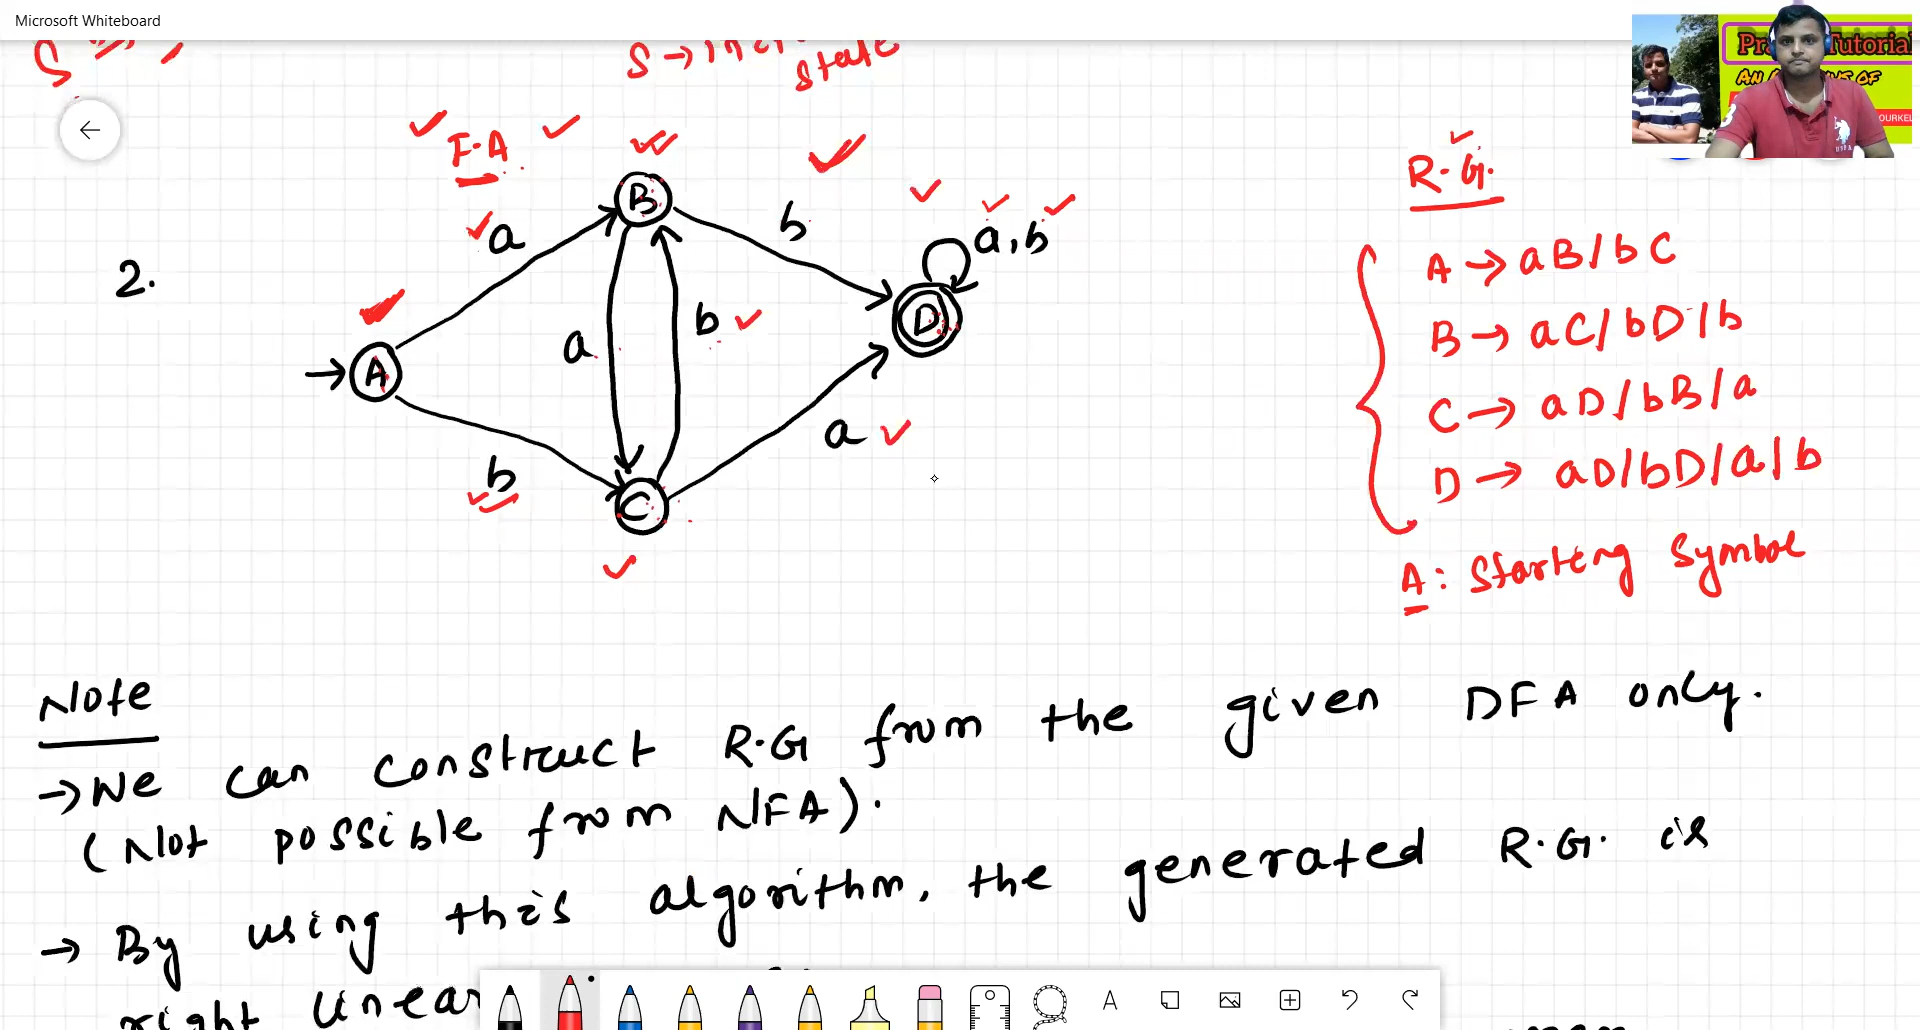 Microsoft Whiteboard
S
S →
state
F.A
R.G.
2.
a
b
a
b
b
a
a,b
A
B
C
D
A → aB/bC
B → aC/bD/b
C → aD/bB/a
D → aD/bD/a/b
A: Starting Symbol
Note
→ We can construct R.G from the given DFA only.
(Not possible from NFA).
→ By using this algorithm, the generated R.G. is
right linear